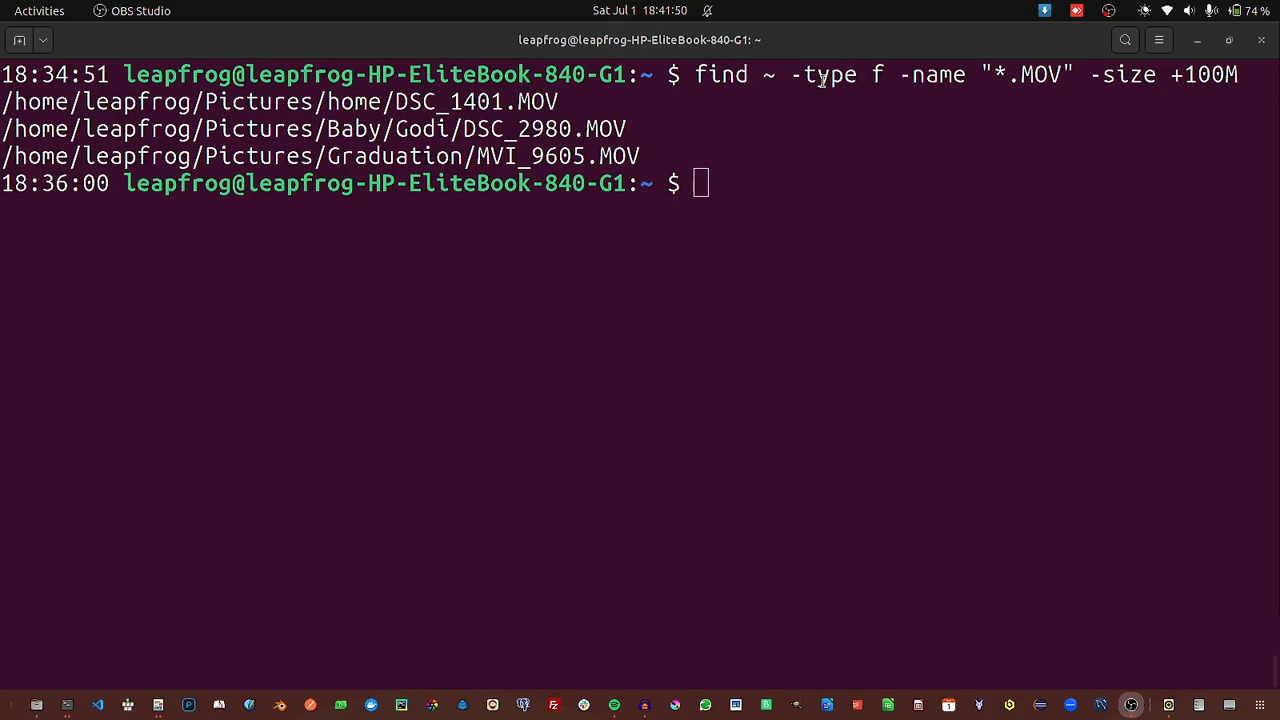 Activities OBS Studio Sat Jul 1 18:41:50 74 %
leapfrog@leapfrog-HP-EliteBook-840-G1: ~
18:34:51 leapfrog@leapfrog-HP-EliteBook-840-G1:~ $ find ~ -type f -name "*.MOV" -size +100M
/home/leapfrog/Pictures/home/DSC_1401.MOV
/home/leapfrog/Pictures/Baby/Godi/DSC_2980.MOV
/home/leapfrog/Pictures/Graduation/MVI_9605.MOV
18:36:00 leapfrog@leapfrog-HP-EliteBook-840-G1:~ $